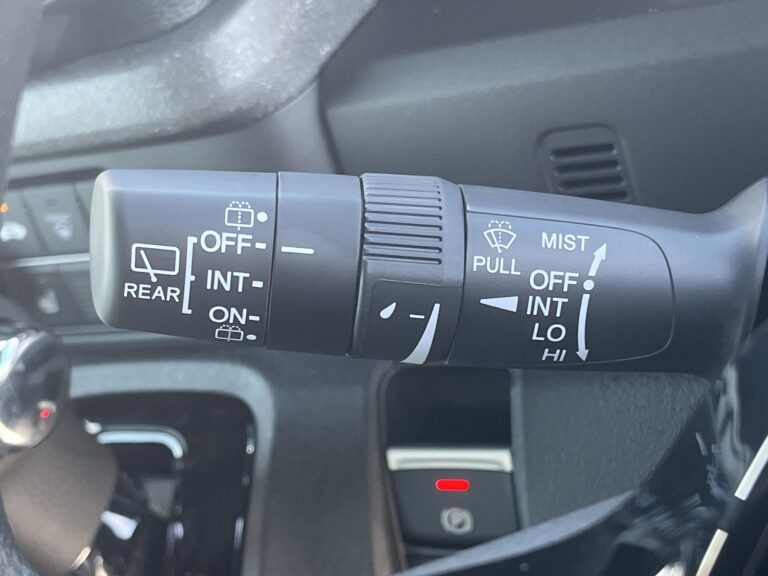 OFF
REAR
INT
ON
PULL
MIST
OFF
INT
LO
HI
P